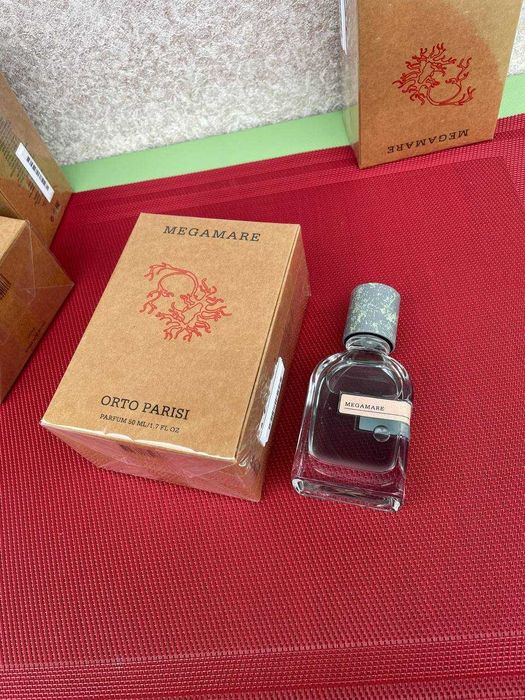 MEGAMARE
MEGAMARE
ORTO PARISI
PARFUM 50 ML/1.7 FL OZ
MEGAMARE